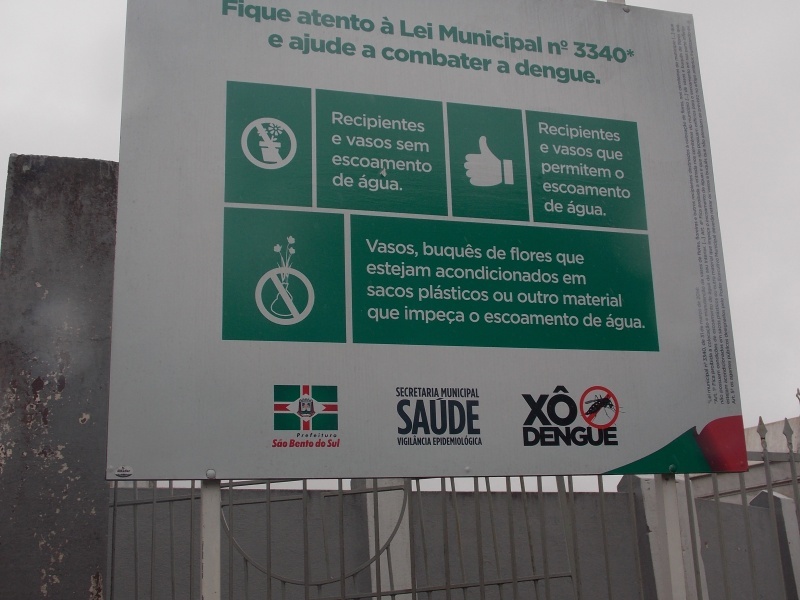 Fique atento à Lei Municipal nº 3340*
e ajude a combater a dengue.
Recipientes
e vasos sem
escoamento
de água.
Recipientes
e vasos que
permitem o
escoamento
de água.
Vasos, buquês de flores que
estejam acondicionados em
sacos plásticos ou outro material
que impeça o escoamento de água.
Prefeitura
São Bento do Sul
SECRETARIA MUNICIPAL
SAÚDE
VIGILÂNCIA EPIDEMIOLÓGICA
XÔ
DENGUE